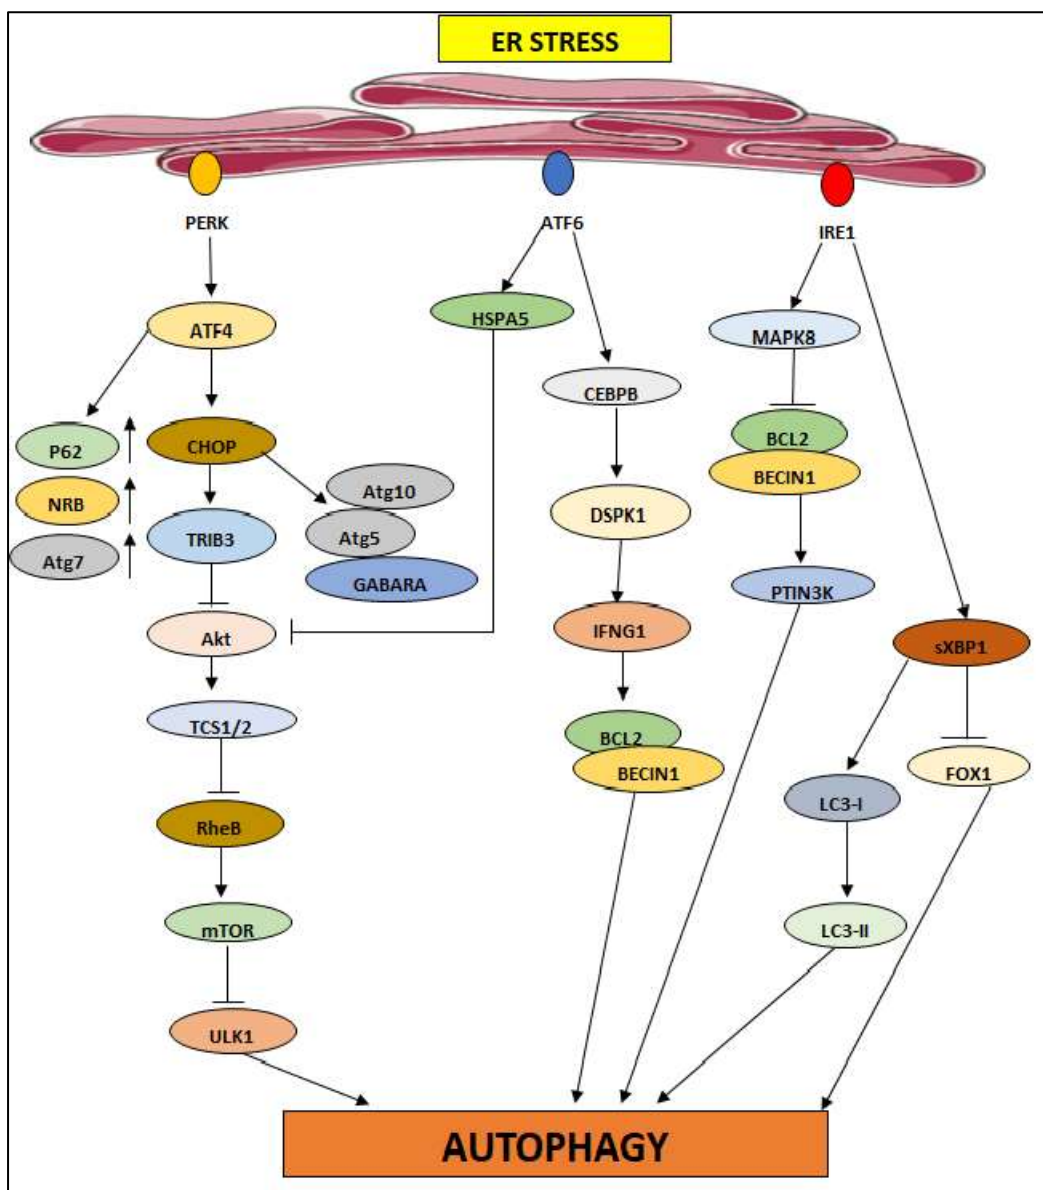 ER STRESS
PERK
ATF6
IRE1
ATF4
HSPA5
MAPK8
CEBPB
P62
CHOP
BCL2
BECIN1
NRB
Atg10
DSPK1
TRIB3
Atg5
Atg7
GABARA
PTIN3K
Akt
IFNG1
sXBP1
TCS1/2
BCL2
BECIN1
FOX1
LC3-I
RheB
mTOR
LC3-II
ULK1
AUTOPHAGY